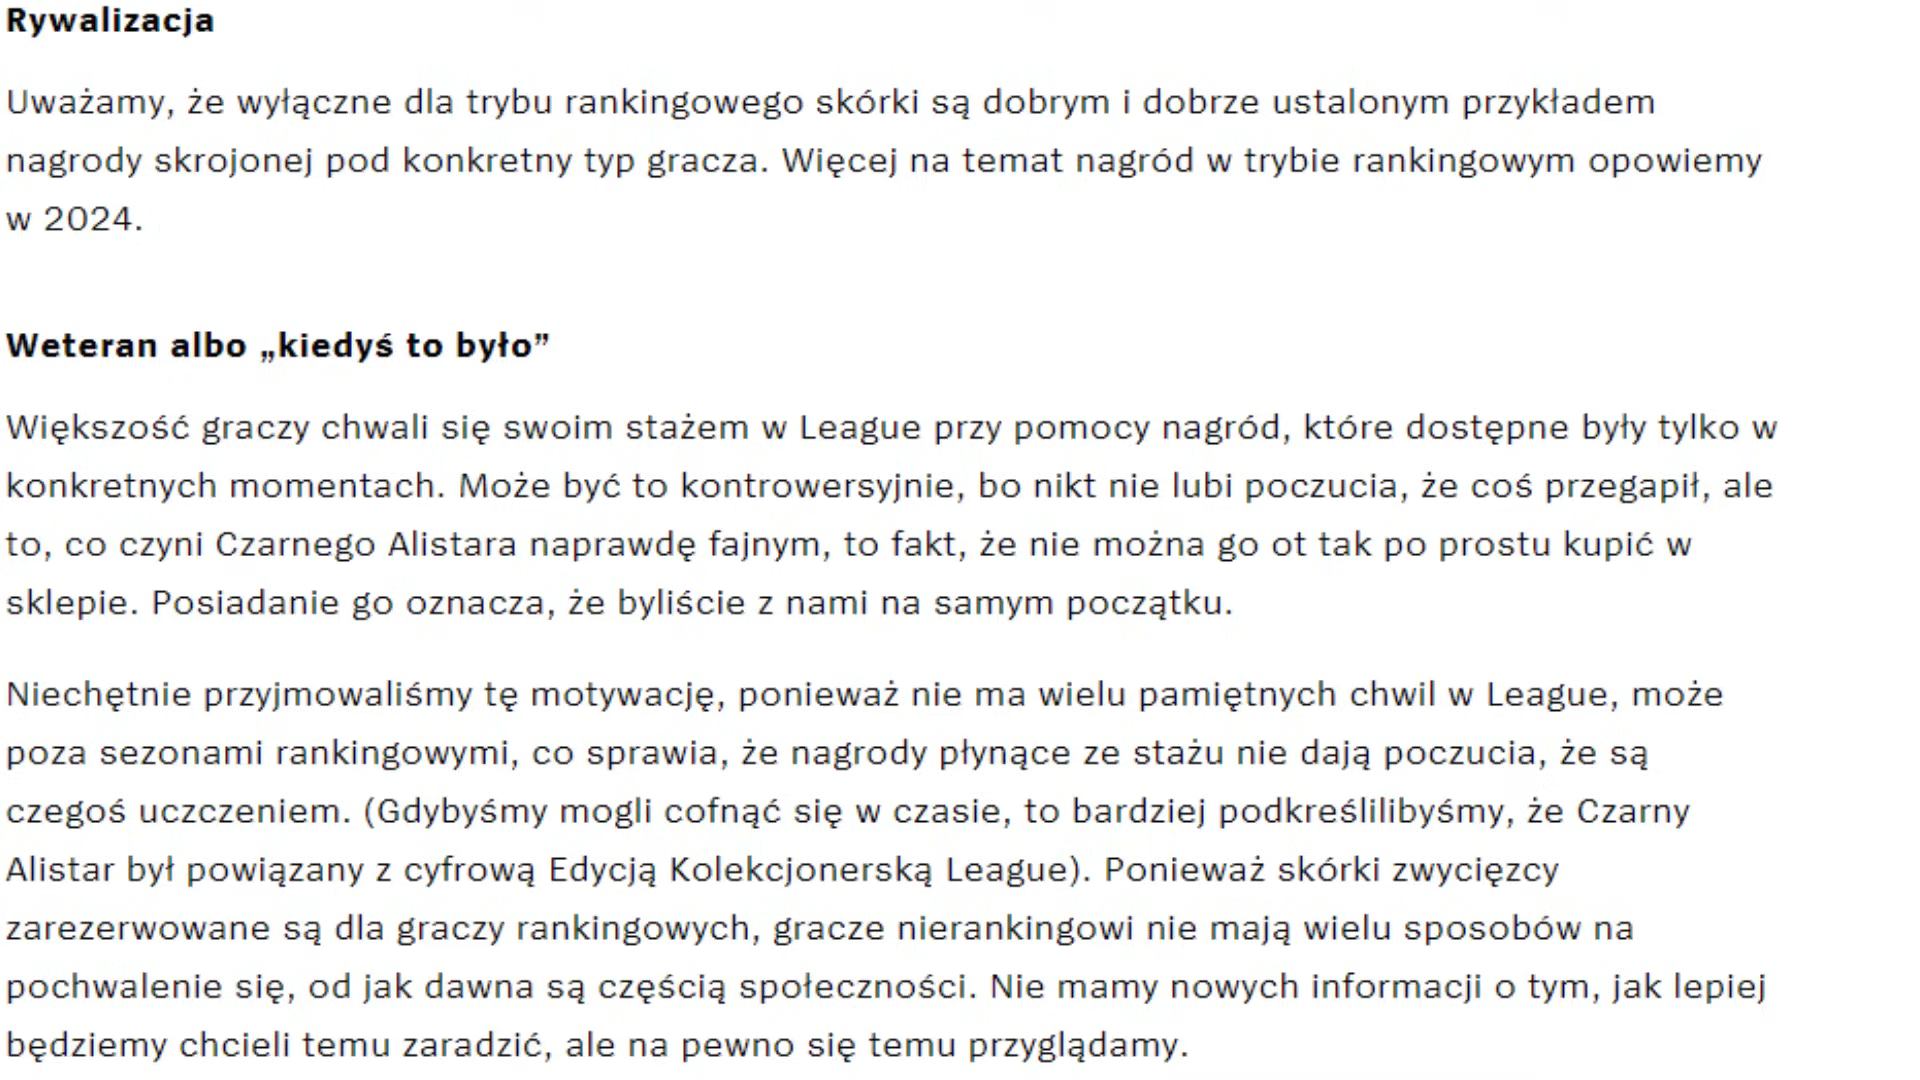 Rywalizacja
Uważamy, że wyłączne dla trybu rankingowego skórki są dobrym i dobrze ustalonym przykładem
nagrody skrojonej pod konkretny typ gracza. Więcej na temat nagród w trybie rankingowym opowiemy
w 2024.
Weteran albo „kiedyś to było”
Większość graczy chwali się swoim stażem w League przy pomocy nagród, które dostępne były tylko w
konkretnych momentach. Może być to kontrowersyjnie, bo nikt nie lubi poczucia, że coś przegapił, ale
to, co czyni Czarnego Alistara naprawdę fajnym, to fakt, że nie można go ot tak po prostu kupić w
sklepie. Posiadanie go oznacza, że byliście z nami na samym początku.
Niechętnie przyjmowaliśmy tę motywację, ponieważ nie ma wielu pamiętnych chwil w League, może
poza sezonami rankingowymi, co sprawia, że nagrody płynące ze stażu nie dają poczucia, że są
czegoś uczczeniem. (Gdybyśmy mogli cofnąć się w czasie, to bardziej podkreślilibyśmy, że Czarny
Alistar był powiązany z cyfrową Edycją Kolekcjonerską League). Ponieważ skórki zwycięzcy
zarezerwowane są dla graczy rankingowych, gracze nierankingowi nie mają wielu sposobów na
pochwalenie się, od jak dawna są częścią społeczności. Nie mamy nowych informacji o tym, jak lepiej
będziemy chcieli temu zaradzić, ale na pewno się temu przyglądamy.